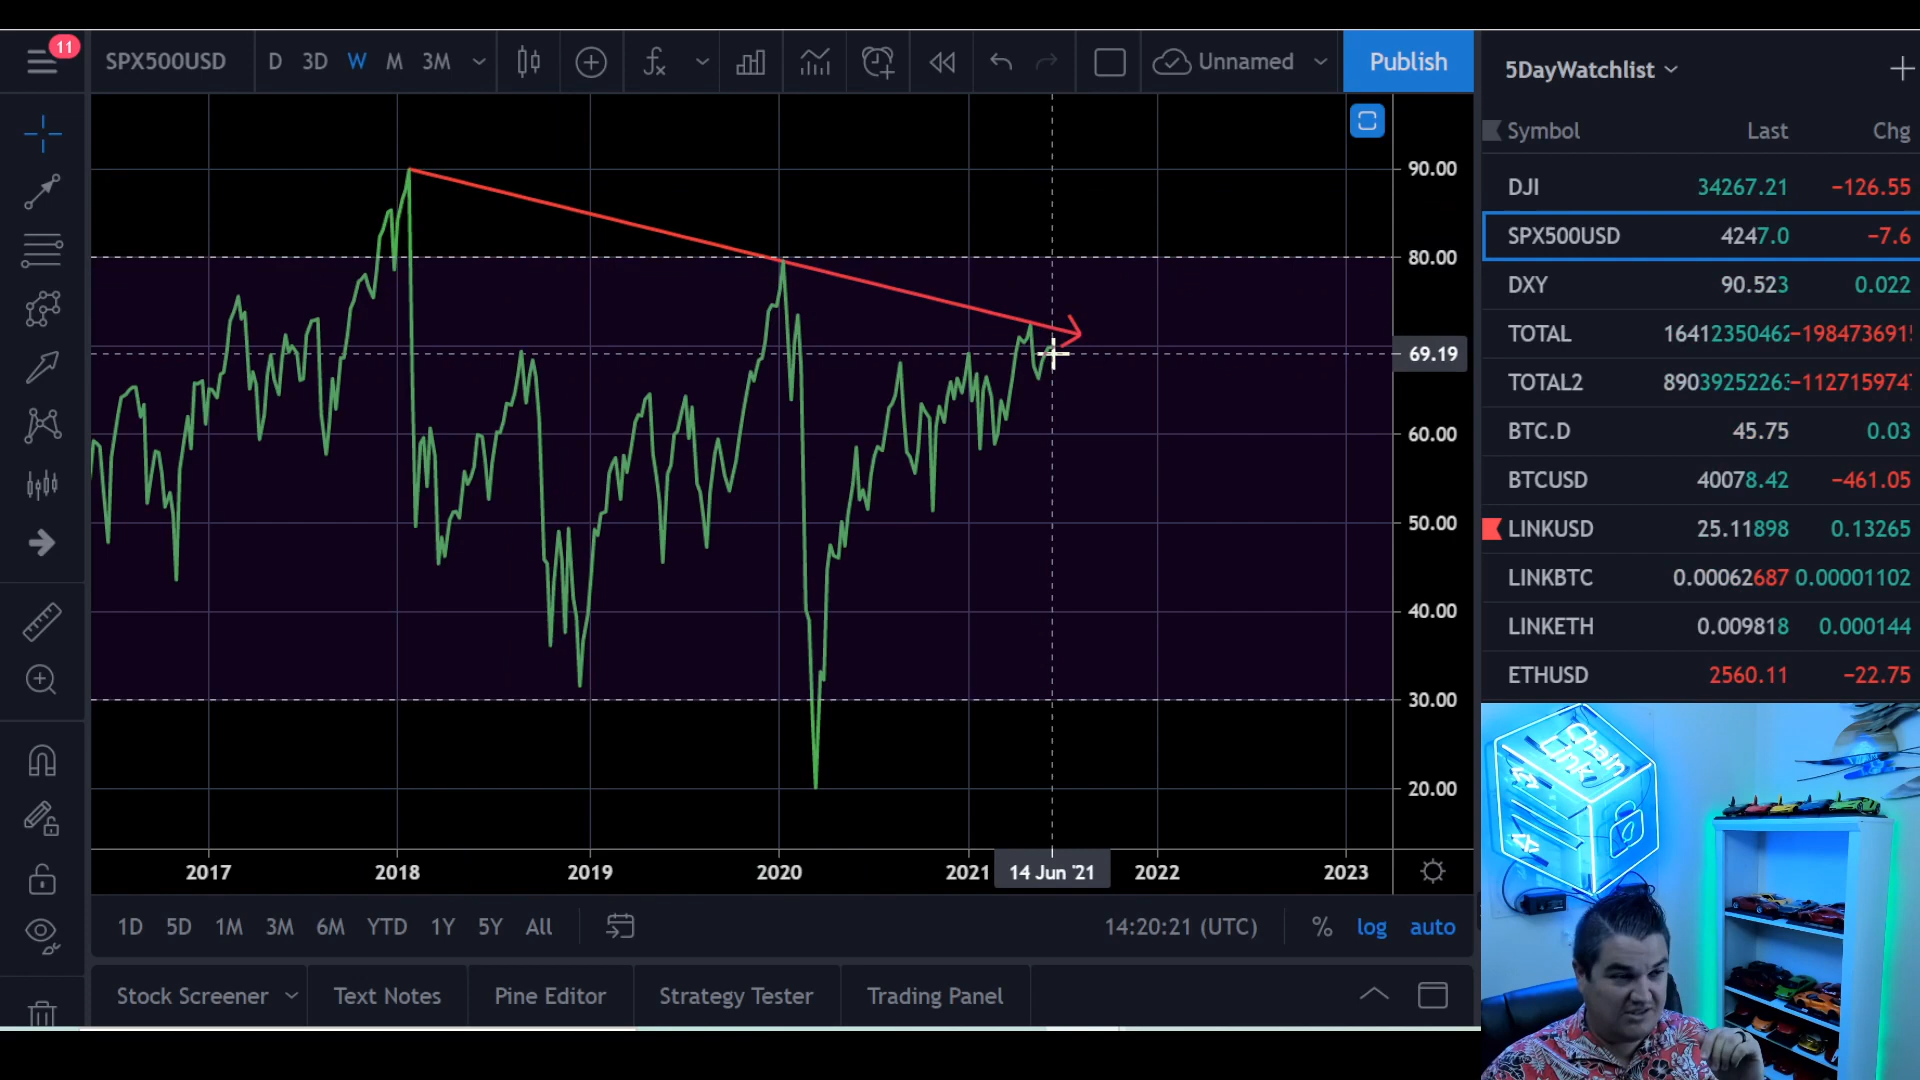 11
SPX500USD D 3D W M 3M Unnamed Publish
5DayWatchlist
Symbol Last Chg
DJI 34267.21 −126.55
SPX500USD 4247.0 −7.6
DXY 90.523 0.022
TOTAL 16412350462 −198473691
TOTAL2 89039252263 −112715974
BTC.D 45.75 0.03
BTCUSD 40078.42 −461.05
LINKUSD 25.11898 0.13265
LINKBTC 0.00062687 0.00001102
LINKETH 0.009818 0.000144
ETHUSD 2560.11 −22.75
90.00
80.00
69.19
60.00
50.00
40.00
30.00
20.00
2017 2018 2019 2020 2021 14 Jun '21 2022 2023
1D 5D 1M 3M 6M YTD 1Y 5Y All 14:20:21 (UTC) % log auto
Stock Screener Text Notes Pine Editor Strategy Tester Trading Panel
Chain
Link